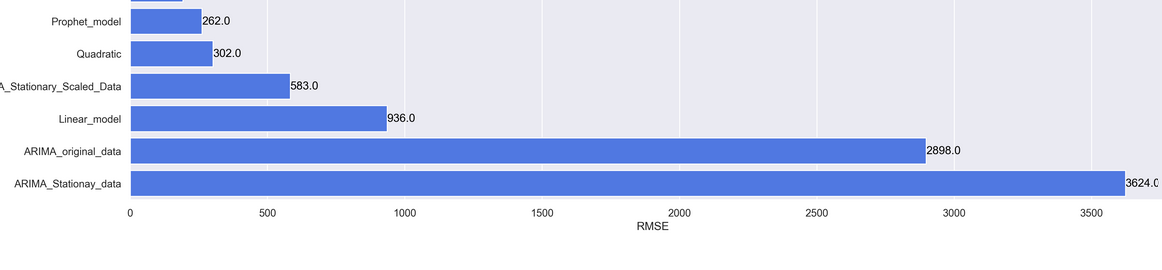 Prophet_model 262.0
Quadratic 302.0
A_Stationary_Scaled_Data 583.0
Linear_model 936.0
ARIMA_original_data 2898.0
ARIMA_Stationay_data 3624.0
0 500 1000 1500 2000 2500 3000 3500
RMSE